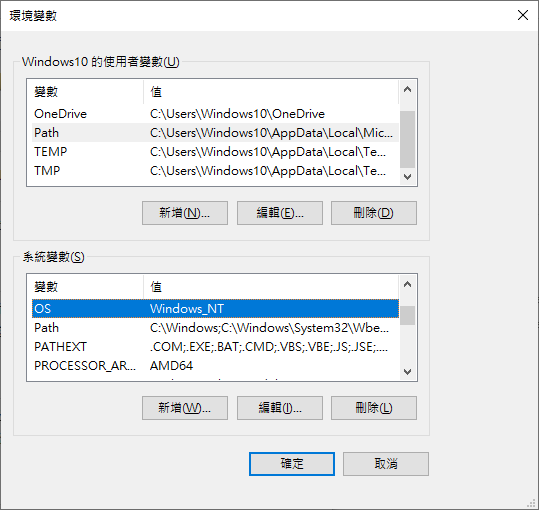 環境變數
Windows10 的使用者變數(U)
變數 值
OneDrive C:\Users\Windows10\OneDrive
Path C:\Users\Windows10\AppData\Local\Mic...
TEMP C:\Users\Windows10\AppData\Local\Te...
TMP C:\Users\Windows10\AppData\Local\Te...
新增(N)... 編輯(E)... 刪除(D)
系統變數(S)
變數 值
OS Windows_NT
Path C:\Windows;C:\Windows\System32\Wbe...
PATHEXT .COM;.EXE;.BAT;.CMD;.VBS;.VBE;.JS;.JSE;....
PROCESSOR_AR... AMD64
新增(W)... 編輯(I)... 刪除(L)
確定 取消